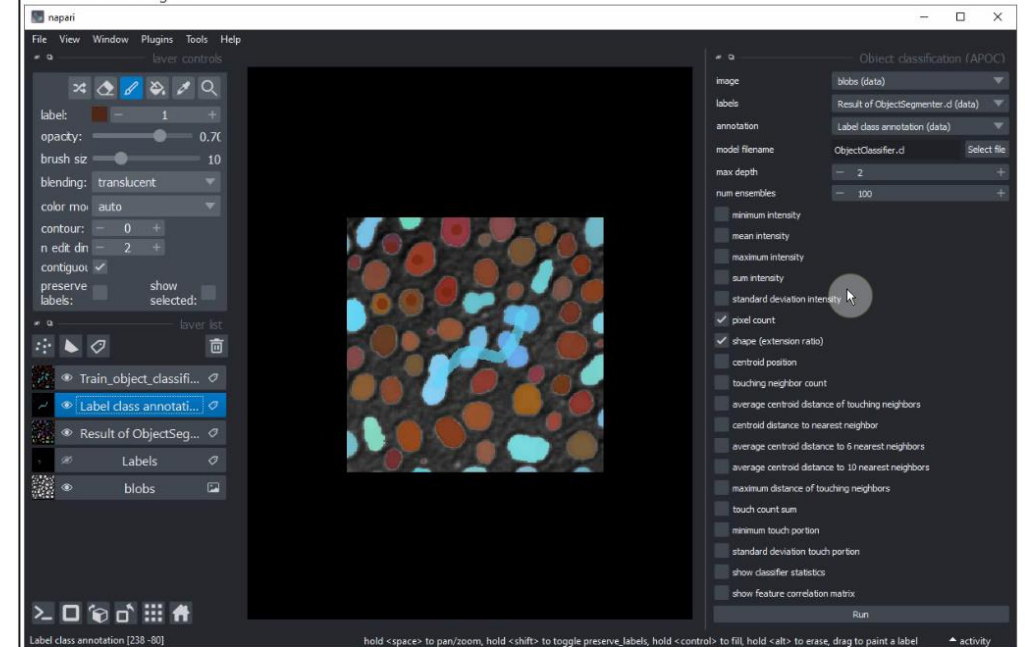 napari
File View Window Plugins Tools Help
layer controls
label: 1
opacity: 0.70
brush siz 10
blending: translucent
color mo auto
contour: 0
n edit din 2
contiguou
preserve labels:
show selected:
layer list
Train_object_classifi...
Label class annotati...
Result of ObjectSeg...
Labels
blobs
Object classification (APOC)
image blobs (data)
labels Result of ObjectSegmenter.cl (data)
annotation Label class annotation (data)
model filename ObjectClassifier.cl Select file
max depth 2
num ensembles 100
minimum intensity
mean intensity
maximum intensity
sum intensity
standard deviation intensity
pixel count
shape (extension ratio)
centroid position
touching neighbor count
average centroid distance of touching neighbors
centroid distance to nearest neighbor
average centroid distance to 6 nearest neighbors
average centroid distance to 10 nearest neighbors
maximum distance of touching neighbors
touch count sum
minimum touch portion
standard deviation touch portion
show classifier statistics
show feature correlation matrix
Run
Label class annotation [238 -80]
hold <space> to pan/zoom, hold <shift> to toggle preserve_labels, hold <control> to fill, hold <alt> to erase, drag to paint a label
activity